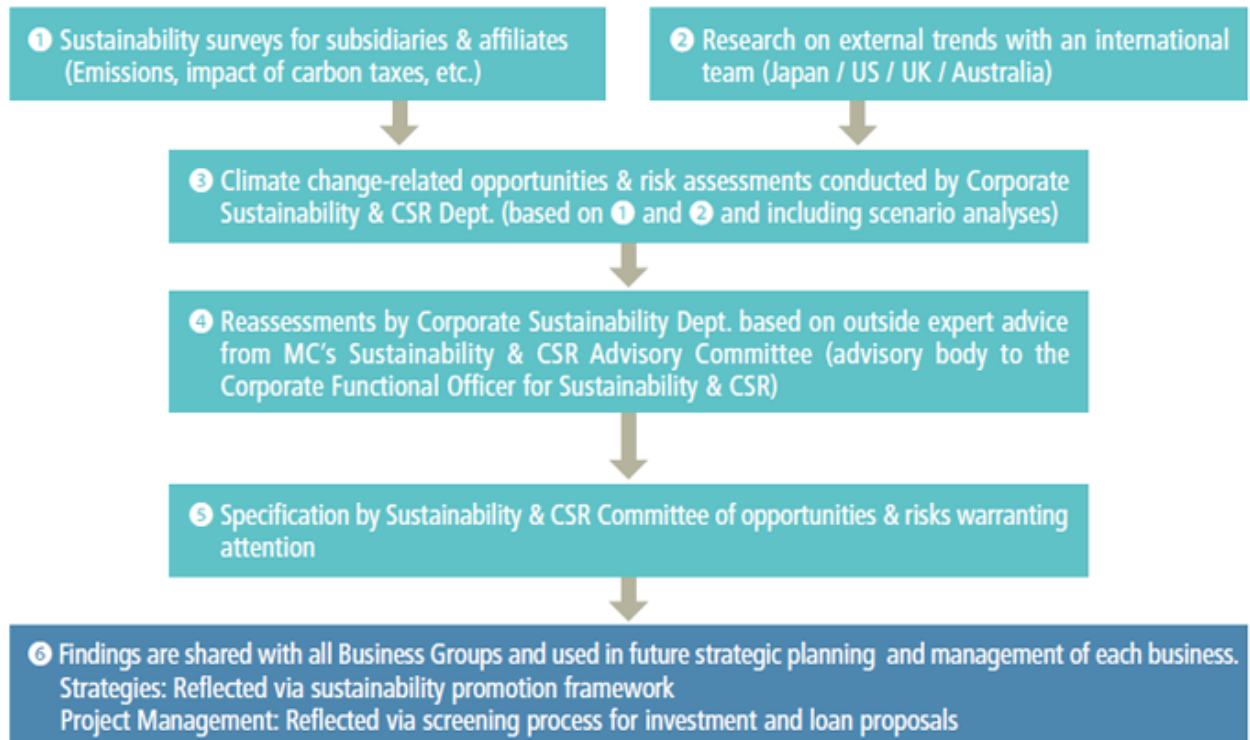 ❶ Sustainability surveys for subsidiaries & affiliates
(Emissions, impact of carbon taxes, etc.)
❷ Research on external trends with an international
team (Japan / US / UK / Australia)
❸ Climate change-related opportunities & risk assessments conducted by Corporate
Sustainability & CSR Dept. (based on ❶ and ❷ and including scenario analyses)
❹ Reassessments by Corporate Sustainability Dept. based on outside expert advice
from MC’s Sustainability & CSR Advisory Committee (advisory body to the
Corporate Functional Officer for Sustainability & CSR)
❺ Specification by Sustainability & CSR Committee of opportunities & risks warranting
attention
❻ Findings are shared with all Business Groups and used in future strategic planning and management of each business.
Strategies: Reflected via sustainability promotion framework
Project Management: Reflected via screening process for investment and loan proposals